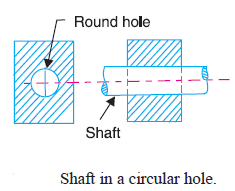 Round hole
Shaft
Shaft in a circular hole.